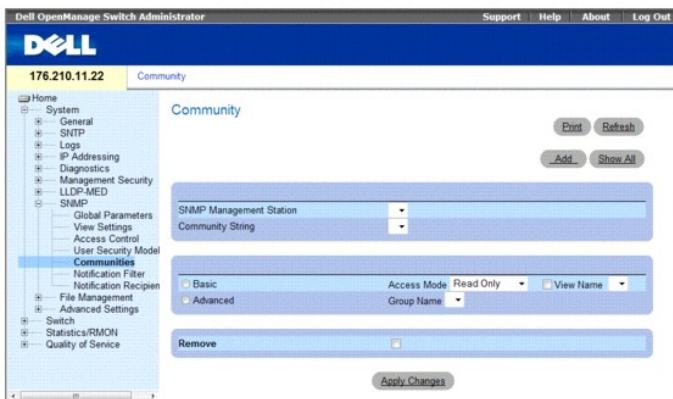 Dell OpenManage Switch Administrator
Support Help About Log Out
DELL
176.210.11.22
Community
Home
System
General
SNTP
Logs
IP Addressing
Diagnostics
Management Security
LLDP-MED
SNMP
Global Parameters
View Settings
Access Control
User Security Model
Communities
Notification Filter
Notification Recipien
File Management
Advanced Settings
Switch
Statistics/RMON
Quality of Service
Community
Print Refresh
Add Show All
SNMP Management Station
Community String
Basic Access Mode Read Only View Name
Advanced Group Name
Remove
Apply Changes